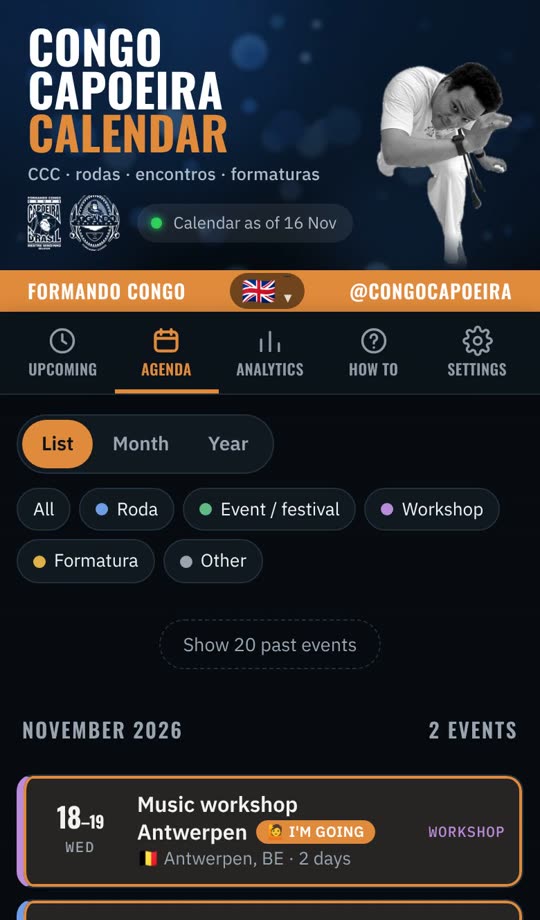 CONGO
CAPOEIRA
CALENDAR
CCC · rodas · encontros · formaturas
CAPOEIRA
BRASIL
Calendar as of 16 Nov
FORMANDO CONGO
@CONGOCAPOEIRA
UPCOMING
AGENDA
ANALYTICS
HOW TO
SETTINGS
List
Month
Year
All
Roda
Event / festival
Workshop
Formatura
Other
Show 20 past events
NOVEMBER 2026
2 EVENTS
18–19
WED
Music workshop
Antwerpen
I'M GOING
WORKSHOP
Antwerpen, BE · 2 days